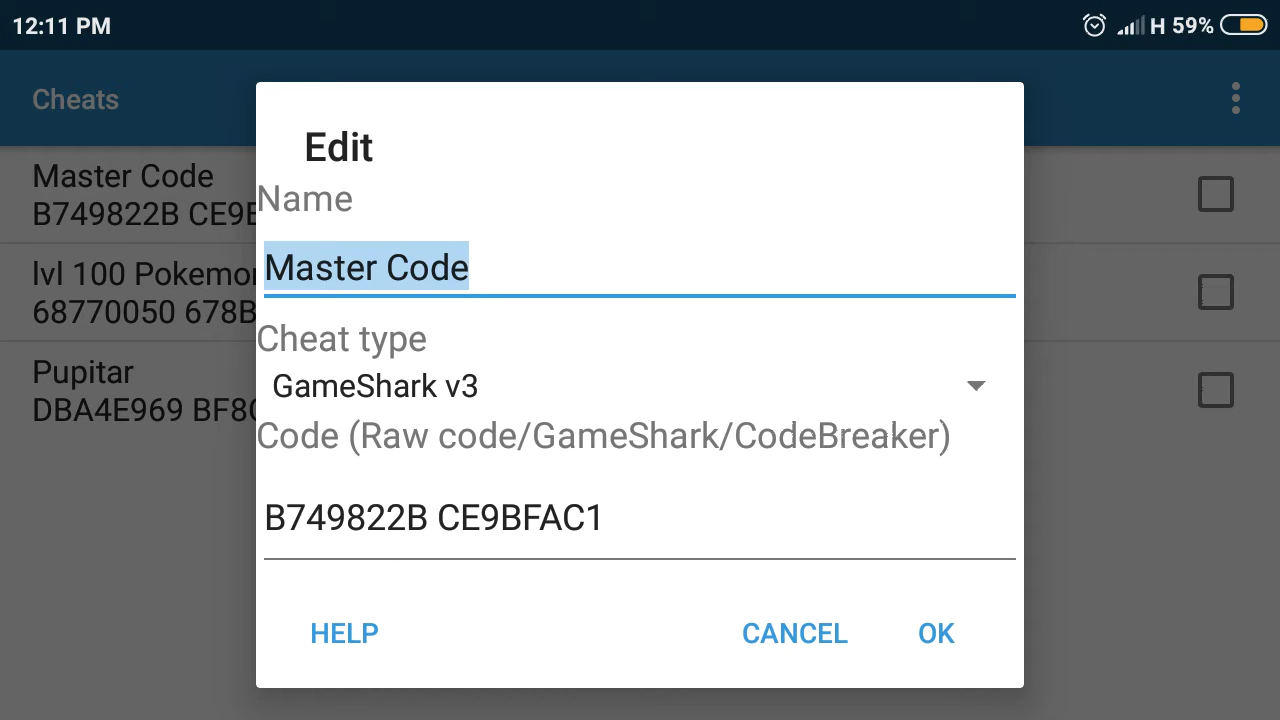 12:11 PM
H 59%
Cheats
Master Code
B749822B CE9B
lvl 100 Pokemon
68770050 678B
Pupitar
DBA4E969 BF8
Edit
Name
Master Code
Cheat type
GameShark v3
Code (Raw code/GameShark/CodeBreaker)
B749822B CE9BFAC1
HELP
CANCEL
OK